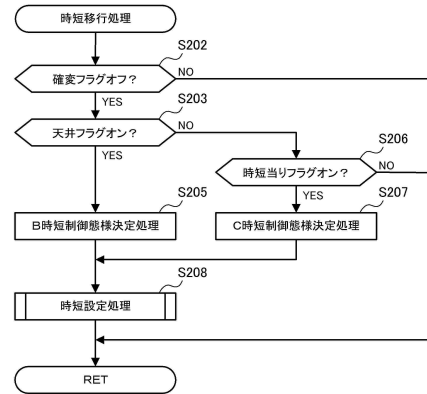 時短移行処理
S202
確変フラグオフ？
NO
YES
S203
天井フラグオン？
NO
YES
S206
時短当りフラグオン？
NO
YES
S205
S207
B時短制御態様決定処理
C時短制御態様決定処理
S208
時短設定処理
RET